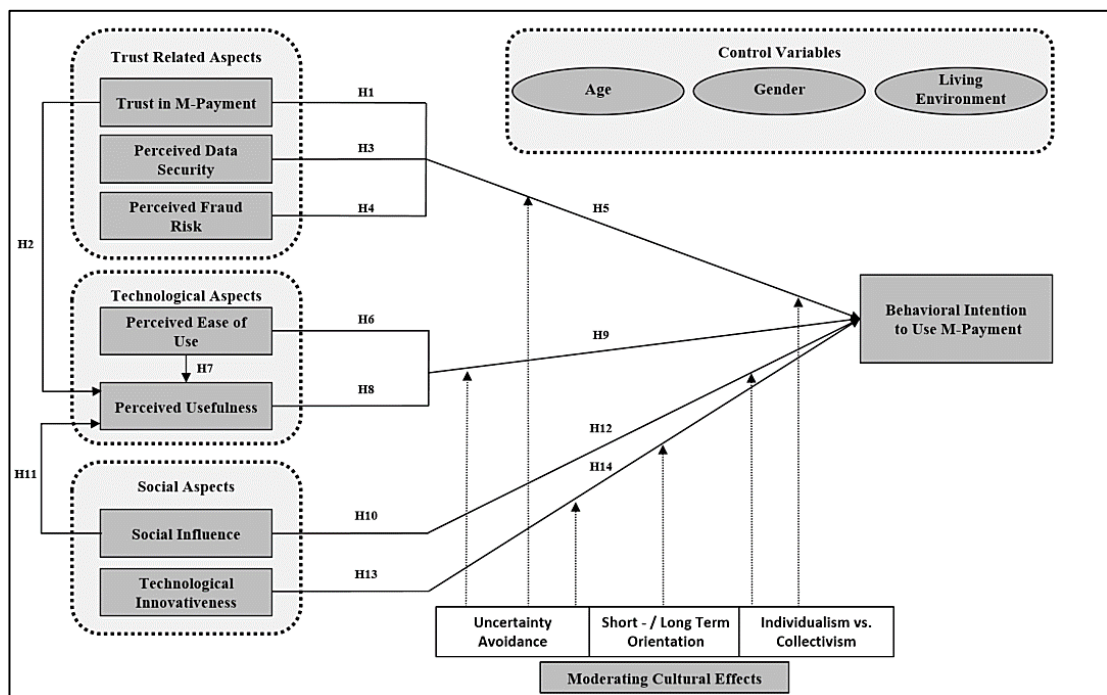 Trust Related Aspects
Trust in M-Payment
Perceived Data
Security
Perceived Fraud
Risk
H1
H3
H4
H2
H5
Control Variables
Age
Gender
Living
Environment
Technological Aspects
Perceived Ease of
Use
H6
H7
Perceived Usefulness
H8
H9
Behavioral Intention
to Use M-Payment
H11
H12
H14
Social Aspects
Social Influence
H10
Technological
Innovativeness
H13
Uncertainty
Avoidance
Short - / Long Term
Orientation
Individualism vs.
Collectivism
Moderating Cultural Effects